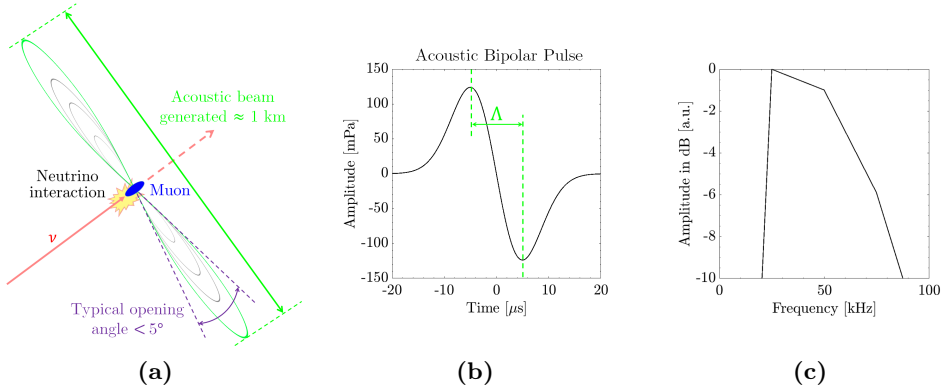 Acoustic beam
generated ≈ 1 km
Neutrino
interaction
Muon
ν
Typical opening
angle < 5°
(a)
Acoustic Bipolar Pulse
Amplitude [mPa]
150
100
50
0
-50
-100
-150
Λ
-20
-10
0
10
20
Time [μs]
(b)
Amplitude in dB [a.u.]
0
-2
-4
-6
-8
-10
0
50
100
Frequency [kHz]
(c)